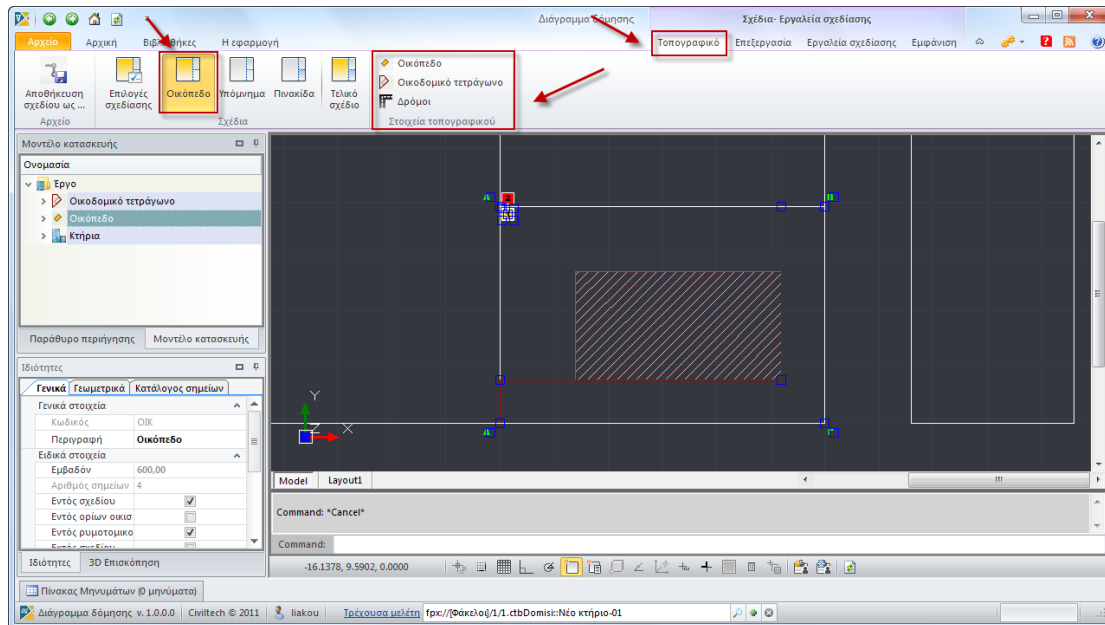 Διάγραμμα δόμησης
Σχέδια- Εργαλεία σχεδίασης
Αρχείο Αρχική Βιβλιοθήκες Η εφαρμογή Τοπογραφικό Επεξεργασία Εργαλεία σχεδίασης Εμφάνιση
Αποθήκευση σχεδίου ως ...
Επιλογές σχεδίασης
Οικόπεδο
Υπόμνημα
Πινακίδα
Τελικό σχέδιο
Οικόπεδο
Οικοδομικό τετράγωνο
Δρόμοι
Αρχείο
Σχέδια
Στοιχεία τοπογραφικού
Μοντέλο κατασκευής
Ονομασία
Έργο
Οικοδομικό τετράγωνο
Οικόπεδο
Κτήρια
Παράθυρο περιήγησης Μοντέλο κατασκευής
Ιδιότητες
Γενικά Γεωμετρικά Κατάλογος σημείων
Γενικά στοιχεία
Κωδικός ΟΙΚ
Περιγραφή Οικόπεδο
Ειδικά στοιχεία
Εμβαδόν 600,00
Αριθμός σημείων 4
Εντός σχεδίου
Εντός ορίων οικισ
Εντός ρυμοτομικο
Ιδιότητες 3D Επισκόπηση
Y
Z X
Model Layout1
Command: *Cancel*
Command:
-16.1378, 9.5902, 0.0000
Πίνακας Μηνυμάτων (0 μηνύματα)
Διάγραμμα δόμησης v. 1.0.0.0 Civiltech © 2011 liakou Τρέχουσα μελέτη fpx://[Φάκελοι]/1/1.ctbDomisi::Νέο κτήριο-01